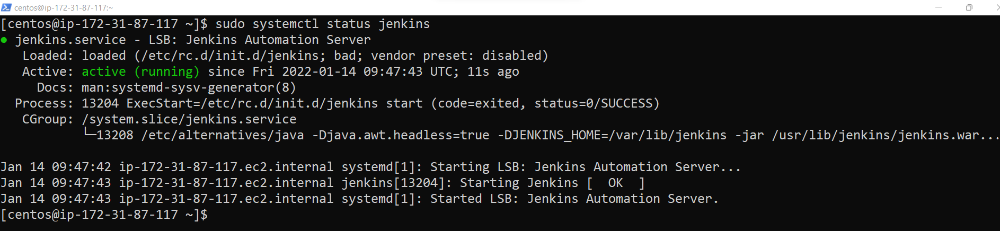 centos@ip-172-31-87-117:~
[centos@ip-172-31-87-117 ~]$ sudo systemctl status jenkins
● jenkins.service - LSB: Jenkins Automation Server
   Loaded: loaded (/etc/rc.d/init.d/jenkins; bad; vendor preset: disabled)
   Active: active (running) since Fri 2022-01-14 09:47:43 UTC; 11s ago
     Docs: man:systemd-sysv-generator(8)
  Process: 13204 ExecStart=/etc/rc.d/init.d/jenkins start (code=exited, status=0/SUCCESS)
   CGroup: /system.slice/jenkins.service
           └─13208 /etc/alternatives/java -Djava.awt.headless=true -DJENKINS_HOME=/var/lib/jenkins -jar /usr/lib/jenkins/jenkins.war...
Jan 14 09:47:42 ip-172-31-87-117.ec2.internal systemd[1]: Starting LSB: Jenkins Automation Server...
Jan 14 09:47:43 ip-172-31-87-117.ec2.internal jenkins[13204]: Starting Jenkins [  OK  ]
Jan 14 09:47:43 ip-172-31-87-117.ec2.internal systemd[1]: Started LSB: Jenkins Automation Server.
[centos@ip-172-31-87-117 ~]$